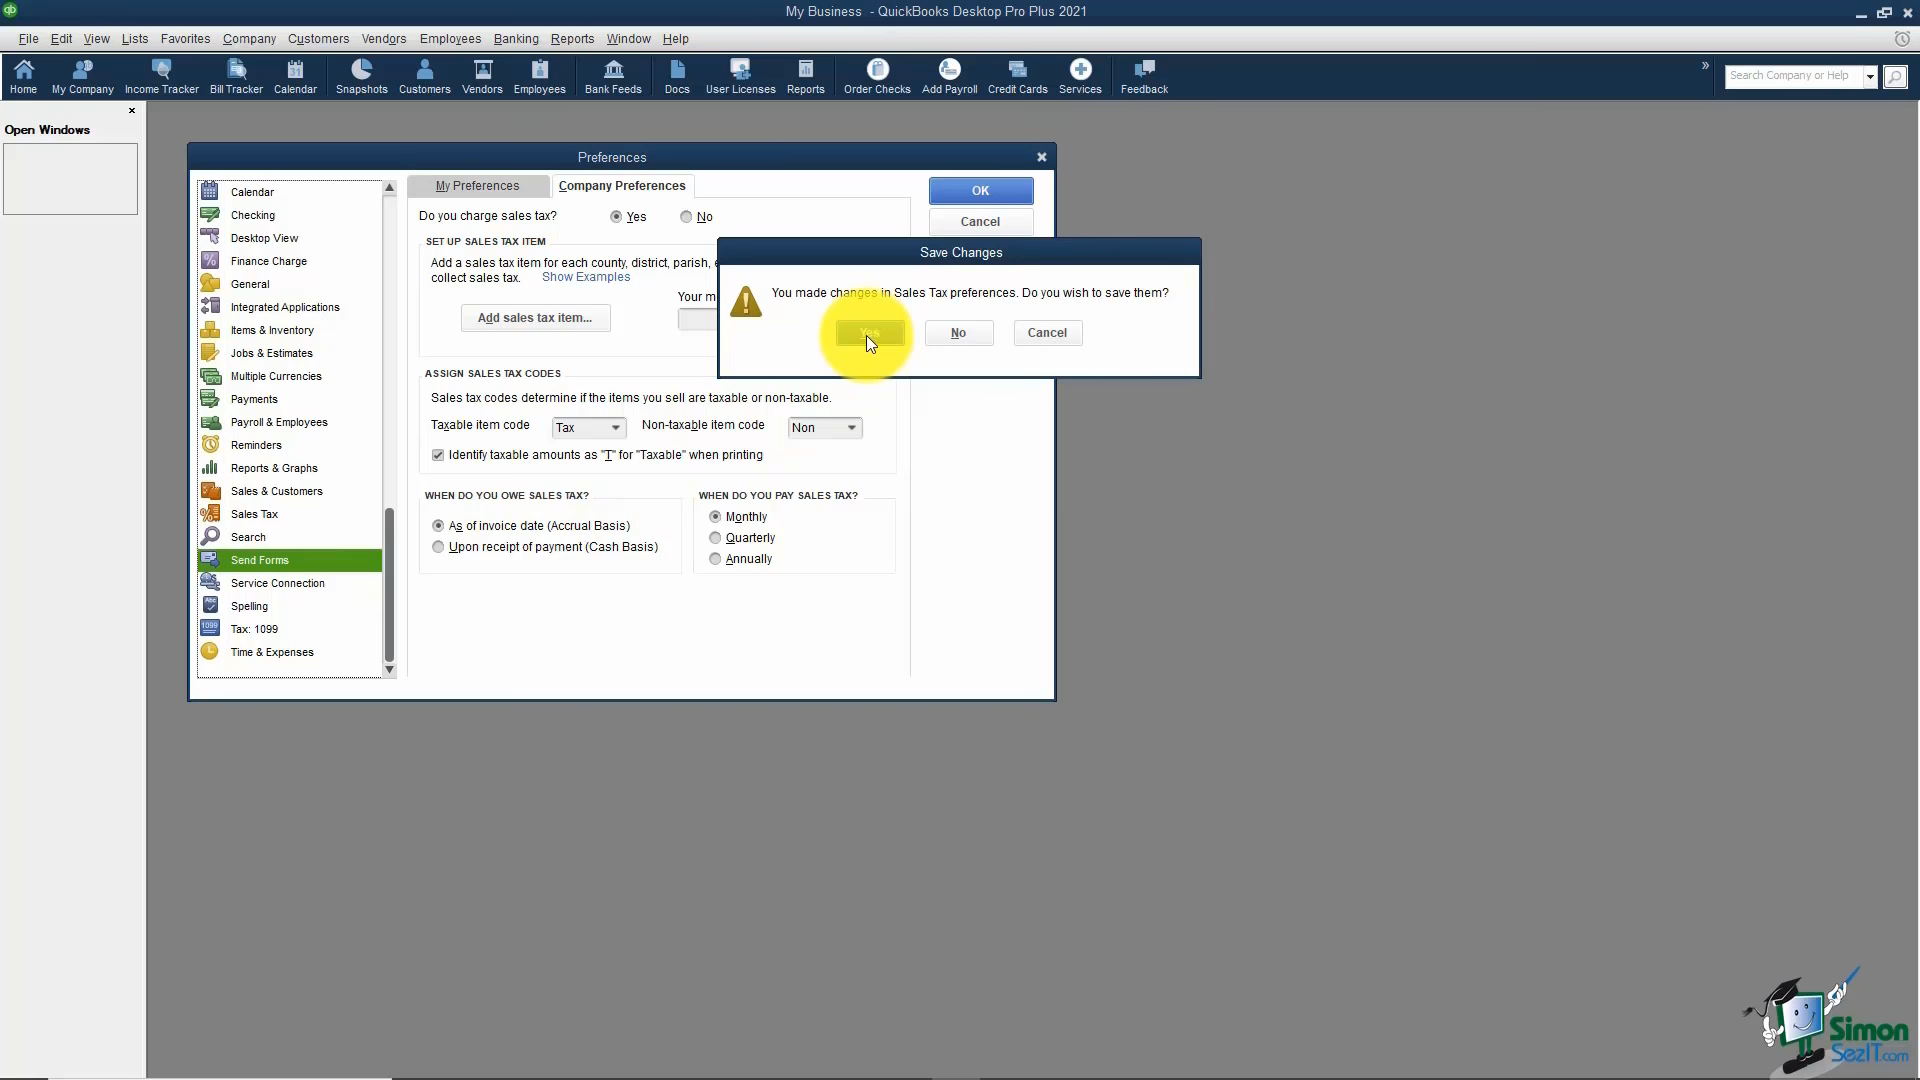 My Business - QuickBooks Desktop Pro Plus 2021
File Edit View Lists Favorites Company Customers Vendors Employees Banking Reports Window Help
Home My Company Income Tracker Bill Tracker Calendar Snapshots Customers Vendors Employees Bank Feeds Docs User Licenses Reports Order Checks Add Payroll Credit Cards Services Feedback
» Search Company or Help
Open Windows
Preferences
Calendar
Checking
Desktop View
Finance Charge
General
Integrated Applications
Items & Inventory
Jobs & Estimates
Multiple Currencies
Payments
Payroll & Employees
Reminders
Reports & Graphs
Sales & Customers
Sales Tax
Search
Send Forms
Service Connection
Spelling
Tax: 1099
Time & Expenses
My Preferences Company Preferences
OK
Cancel
Do you charge sales tax? Yes No
SET UP SALES TAX ITEM
Add a sales tax item for each county, district, parish,
collect sales tax. Show Examples
Add sales tax item...
Your m
Save Changes
You made changes in Sales Tax preferences. Do you wish to save them?
Yes No Cancel
ASSIGN SALES TAX CODES
Sales tax codes determine if the items you sell are taxable or non-taxable.
Taxable item code Tax Non-taxable item code Non
Identify taxable amounts as "T" for "Taxable" when printing
WHEN DO YOU OWE SALES TAX?
As of invoice date (Accrual Basis)
Upon receipt of payment (Cash Basis)
WHEN DO YOU PAY SALES TAX?
Monthly
Quarterly
Annually
Simon
SezIT.com